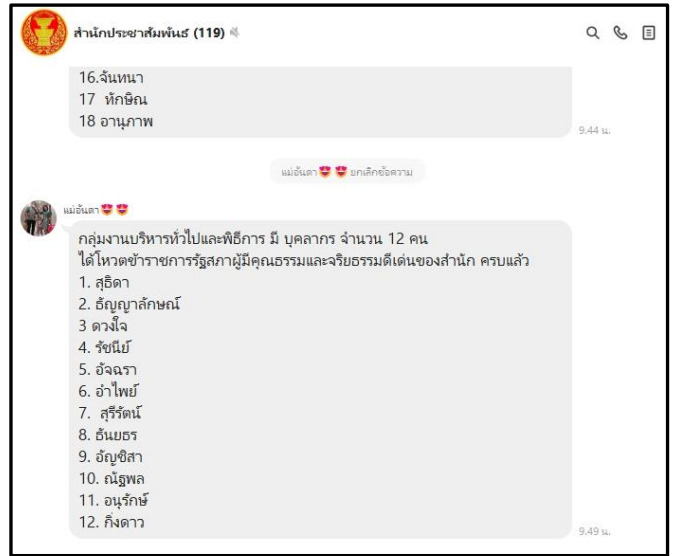 สำนักประชาสัมพันธ์ (119)
16.จันทนา
17 ทักษิณ
18 อานุภาพ
9.44 น.
แม่อันตา😍😍 ยกเลิกข้อความ
แม่อันตา😍😍
กลุ่มงานบริหารทั่วไปและพิธีการ มี บุคลากร จำนวน 12 คน
ได้โหวตข้าราชการรัฐสภาผู้มีคุณธรรมและจริยธรรมดีเด่นของสำนัก ครบแล้ว
1. สุธิดา
2. ธัญญาลักษณ์
3 ดวงใจ
4. รัชนีย์
5. อัจฉรา
6. อำไพย์
7. สุรีรัตน์
8. ธันยธร
9. อัญชิสา
10. ณัฐพล
11. อนุรักษ์
12. กิ่งดาว
9.49 น.